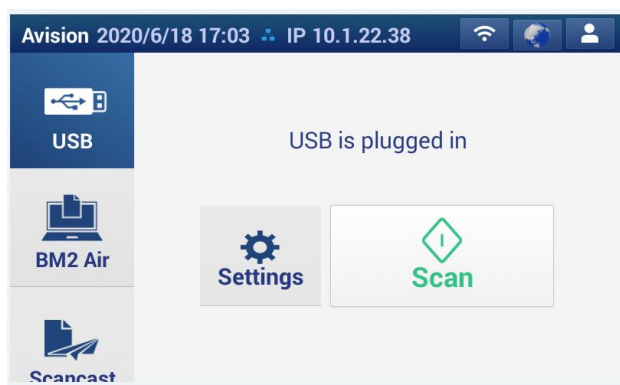 Avision 2020/6/18 17:03 IP 10.1.22.38
USB
USB is plugged in
BM2 Air
Settings
Scan
Scancast